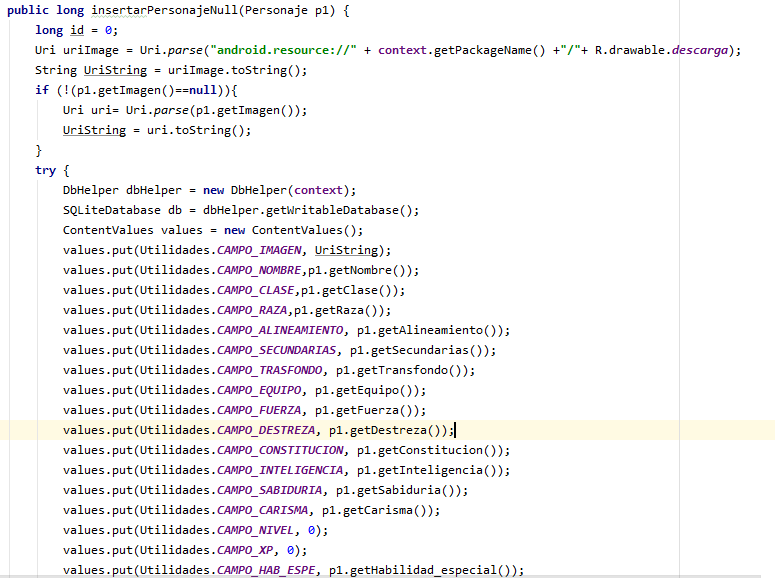 public long insertarPersonajeNull(Personaje p1) {
long id = 0;
Uri uriImage = Uri.parse("android.resource://" + context.getPackageName() +"/"+ R.drawable.descarga);
String UriString = uriImage.toString();
if (!(p1.getImagen()==null)){
Uri uri= Uri.parse(p1.getImagen());
UriString = uri.toString();
}
try {
DbHelper dbHelper = new DbHelper(context);
SQLiteDatabase db = dbHelper.getWritableDatabase();
ContentValues values = new ContentValues();
values.put(Utilidades.CAMPO_IMAGEN, UriString);
values.put(Utilidades.CAMPO_NOMBRE,p1.getNombre());
values.put(Utilidades.CAMPO_CLASE,p1.getClase());
values.put(Utilidades.CAMPO_RAZA,p1.getRaza());
values.put(Utilidades.CAMPO_ALINEAMIENTO, p1.getAlineamiento());
values.put(Utilidades.CAMPO_SECUNDARIAS, p1.getSecundarias());
values.put(Utilidades.CAMPO_TRASFONDO, p1.getTransfondo());
values.put(Utilidades.CAMPO_EQUIPO, p1.getEquipo());
values.put(Utilidades.CAMPO_FUERZA, p1.getFuerza());
values.put(Utilidades.CAMPO_DESTREZA, p1.getDestreza());
values.put(Utilidades.CAMPO_CONSTITUCION, p1.getConstitucion());
values.put(Utilidades.CAMPO_INTELIGENCIA, p1.getInteligencia());
values.put(Utilidades.CAMPO_SABIDURIA, p1.getSabiduria());
values.put(Utilidades.CAMPO_CARISMA, p1.getCarisma());
values.put(Utilidades.CAMPO_NIVEL, 0);
values.put(Utilidades.CAMPO_XP, 0);
values.put(Utilidades.CAMPO_HAB_ESPE, p1.getHabilidad_especial());